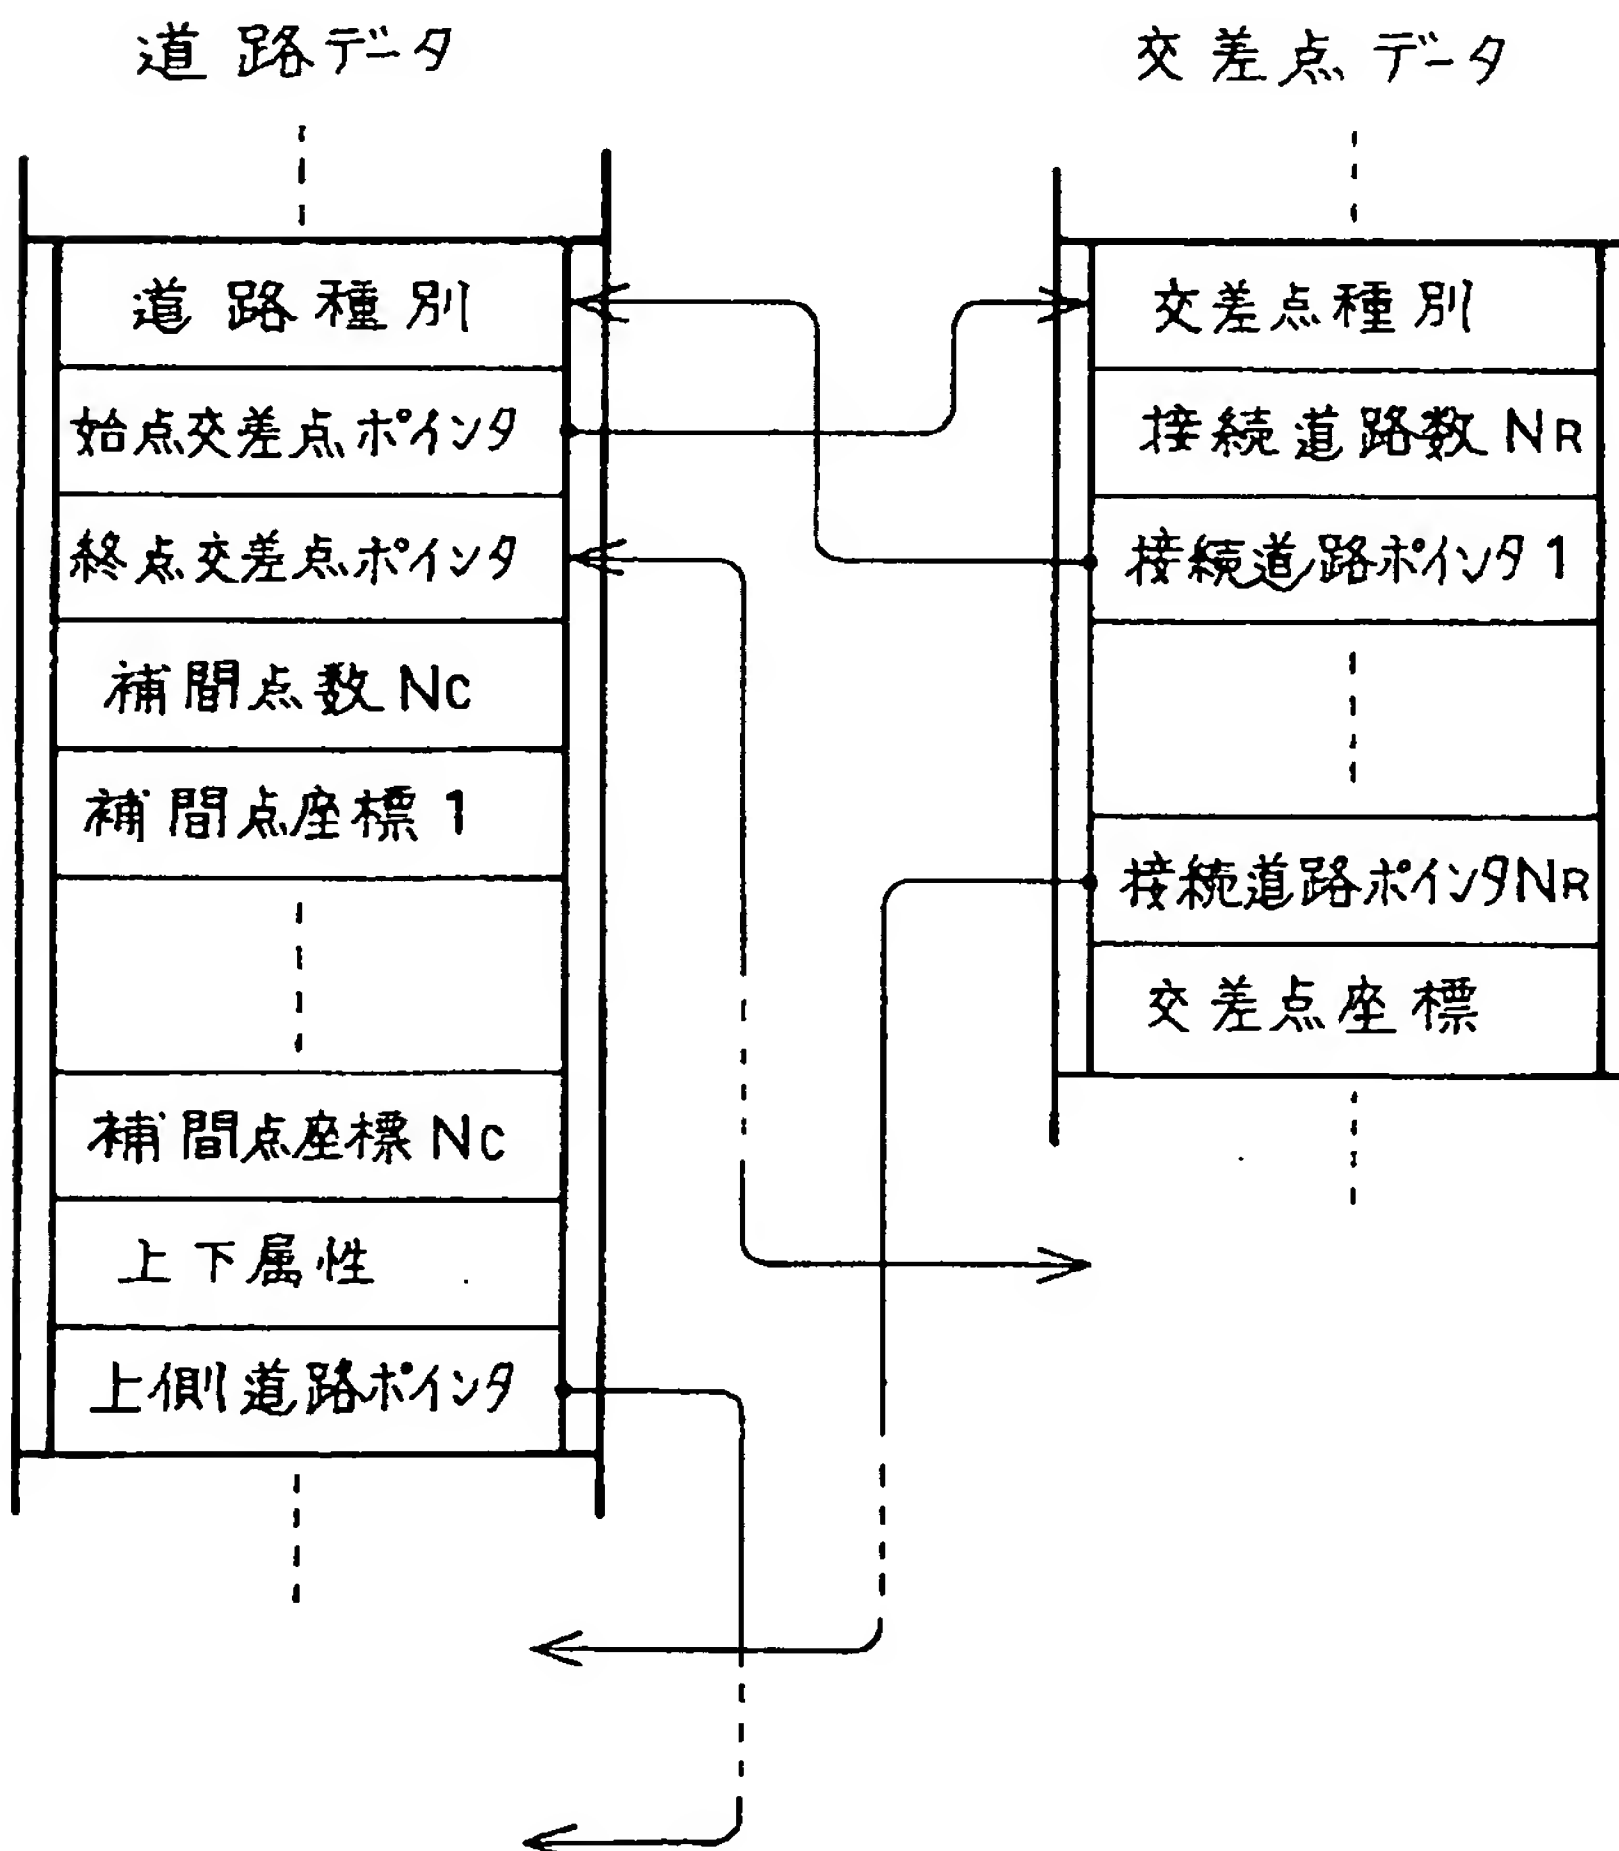 道路データ
道路種別
始点交差点ポインタ
終点交差点ポインタ
補間点数NC
補間点座標1
補間点座標NC
上下属性
上側道路ポインタ
交差点データ
交差点種別
接続道路数NR
接続道路ポインタ1
接続道路ポインタNR
交差点座標